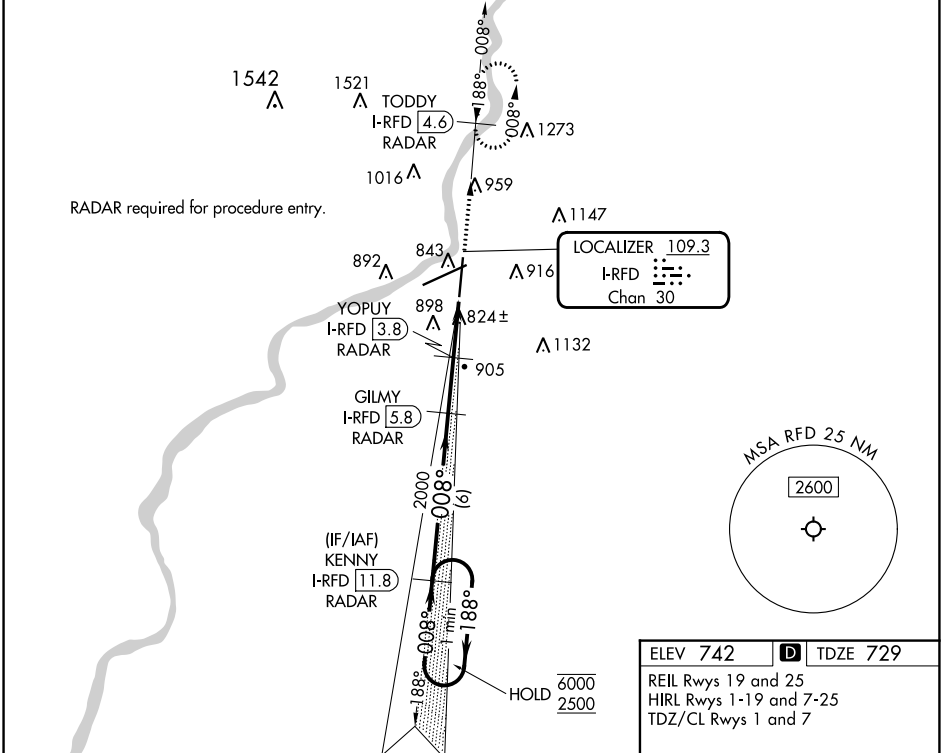 188°
008°
1542
1521
TODDY
I-RFD 4.6
RADAR
008°
1273
1016
959
RADAR required for procedure entry.
1147
LOCALIZER 109.3
I-RFD
Chan 30
892
843
916
YOPUY
I-RFD 3.8
RADAR
898
824±
1132
905
GILMY
I-RFD 5.8
RADAR
MSA RFD 25 NM
2600
2000
008°
(6)
(IF/IAF)
KENNY
I-RFD 11.8
RADAR
008°
1 min
188°
188°
HOLD 6000
2500
ELEV 742 D TDZE 729
REIL Rwys 19 and 25
HIRL Rwys 1-19 and 7-25
TDZ/CL Rwys 1 and 7